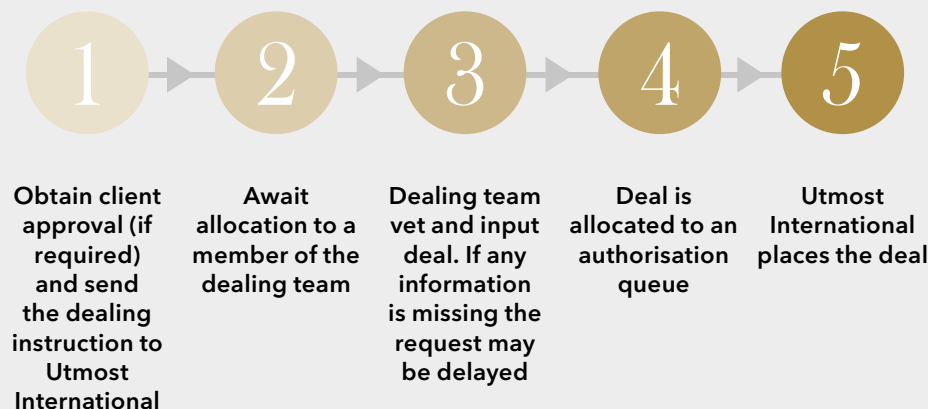 1
2
3
4
5
Obtain client
approval (if
required)
and send
the dealing
instruction to
Utmost
International
Await
allocation to a
member of the
dealing team
Dealing team
vet and input
deal. If any
information
is missing the
request may
be delayed
Deal is
allocated to an
authorisation
queue
Utmost
International
places the deal